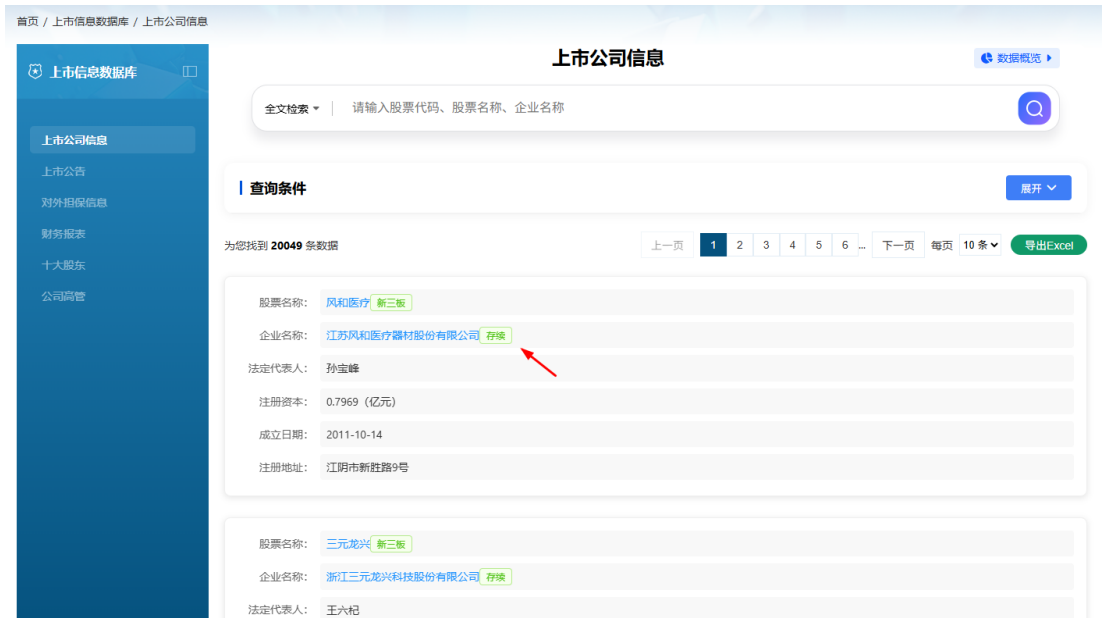 首页 / 上市信息数据库 / 上市公司信息
上市信息数据库
上市公司信息
上市公告
对外担保信息
财务报表
十大股东
公司高管
上市公司信息
数据概览
全文检索 请输入股票代码、股票名称、企业名称
查询条件
展开
为您找到 20049 条数据
上一页 1 2 3 4 5 6 ... 下一页 每页 10 条 导出Excel
股票名称： 风和医疗 新三板
企业名称： 江苏风和医疗器材股份有限公司 存续
法定代表人： 孙宝峰
注册资本： 0.7969（亿元）
成立日期： 2011-10-14
注册地址： 江阴市新胜路9号
股票名称： 三元龙兴 新三板
企业名称： 浙江三元龙兴科技股份有限公司 存续
法定代表人： 王六杞